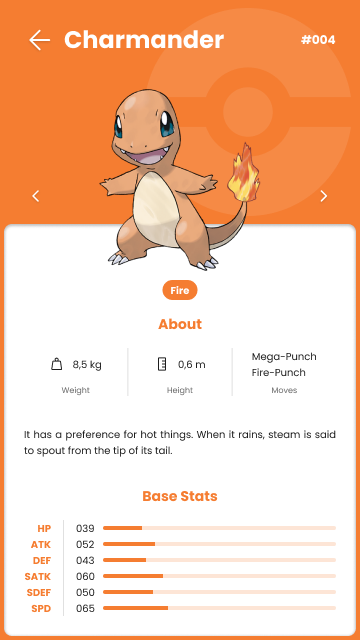 Charmander
#004
Fire
About
8,5 kg
0,6 m
Mega-Punch
Fire-Punch
Weight
Height
Moves
It has a preference for hot things. When it rains, steam is said
to spout from the tip of its tail.
Base Stats
HP 039
ATK 052
DEF 043
SATK 060
SDEF 050
SPD 065